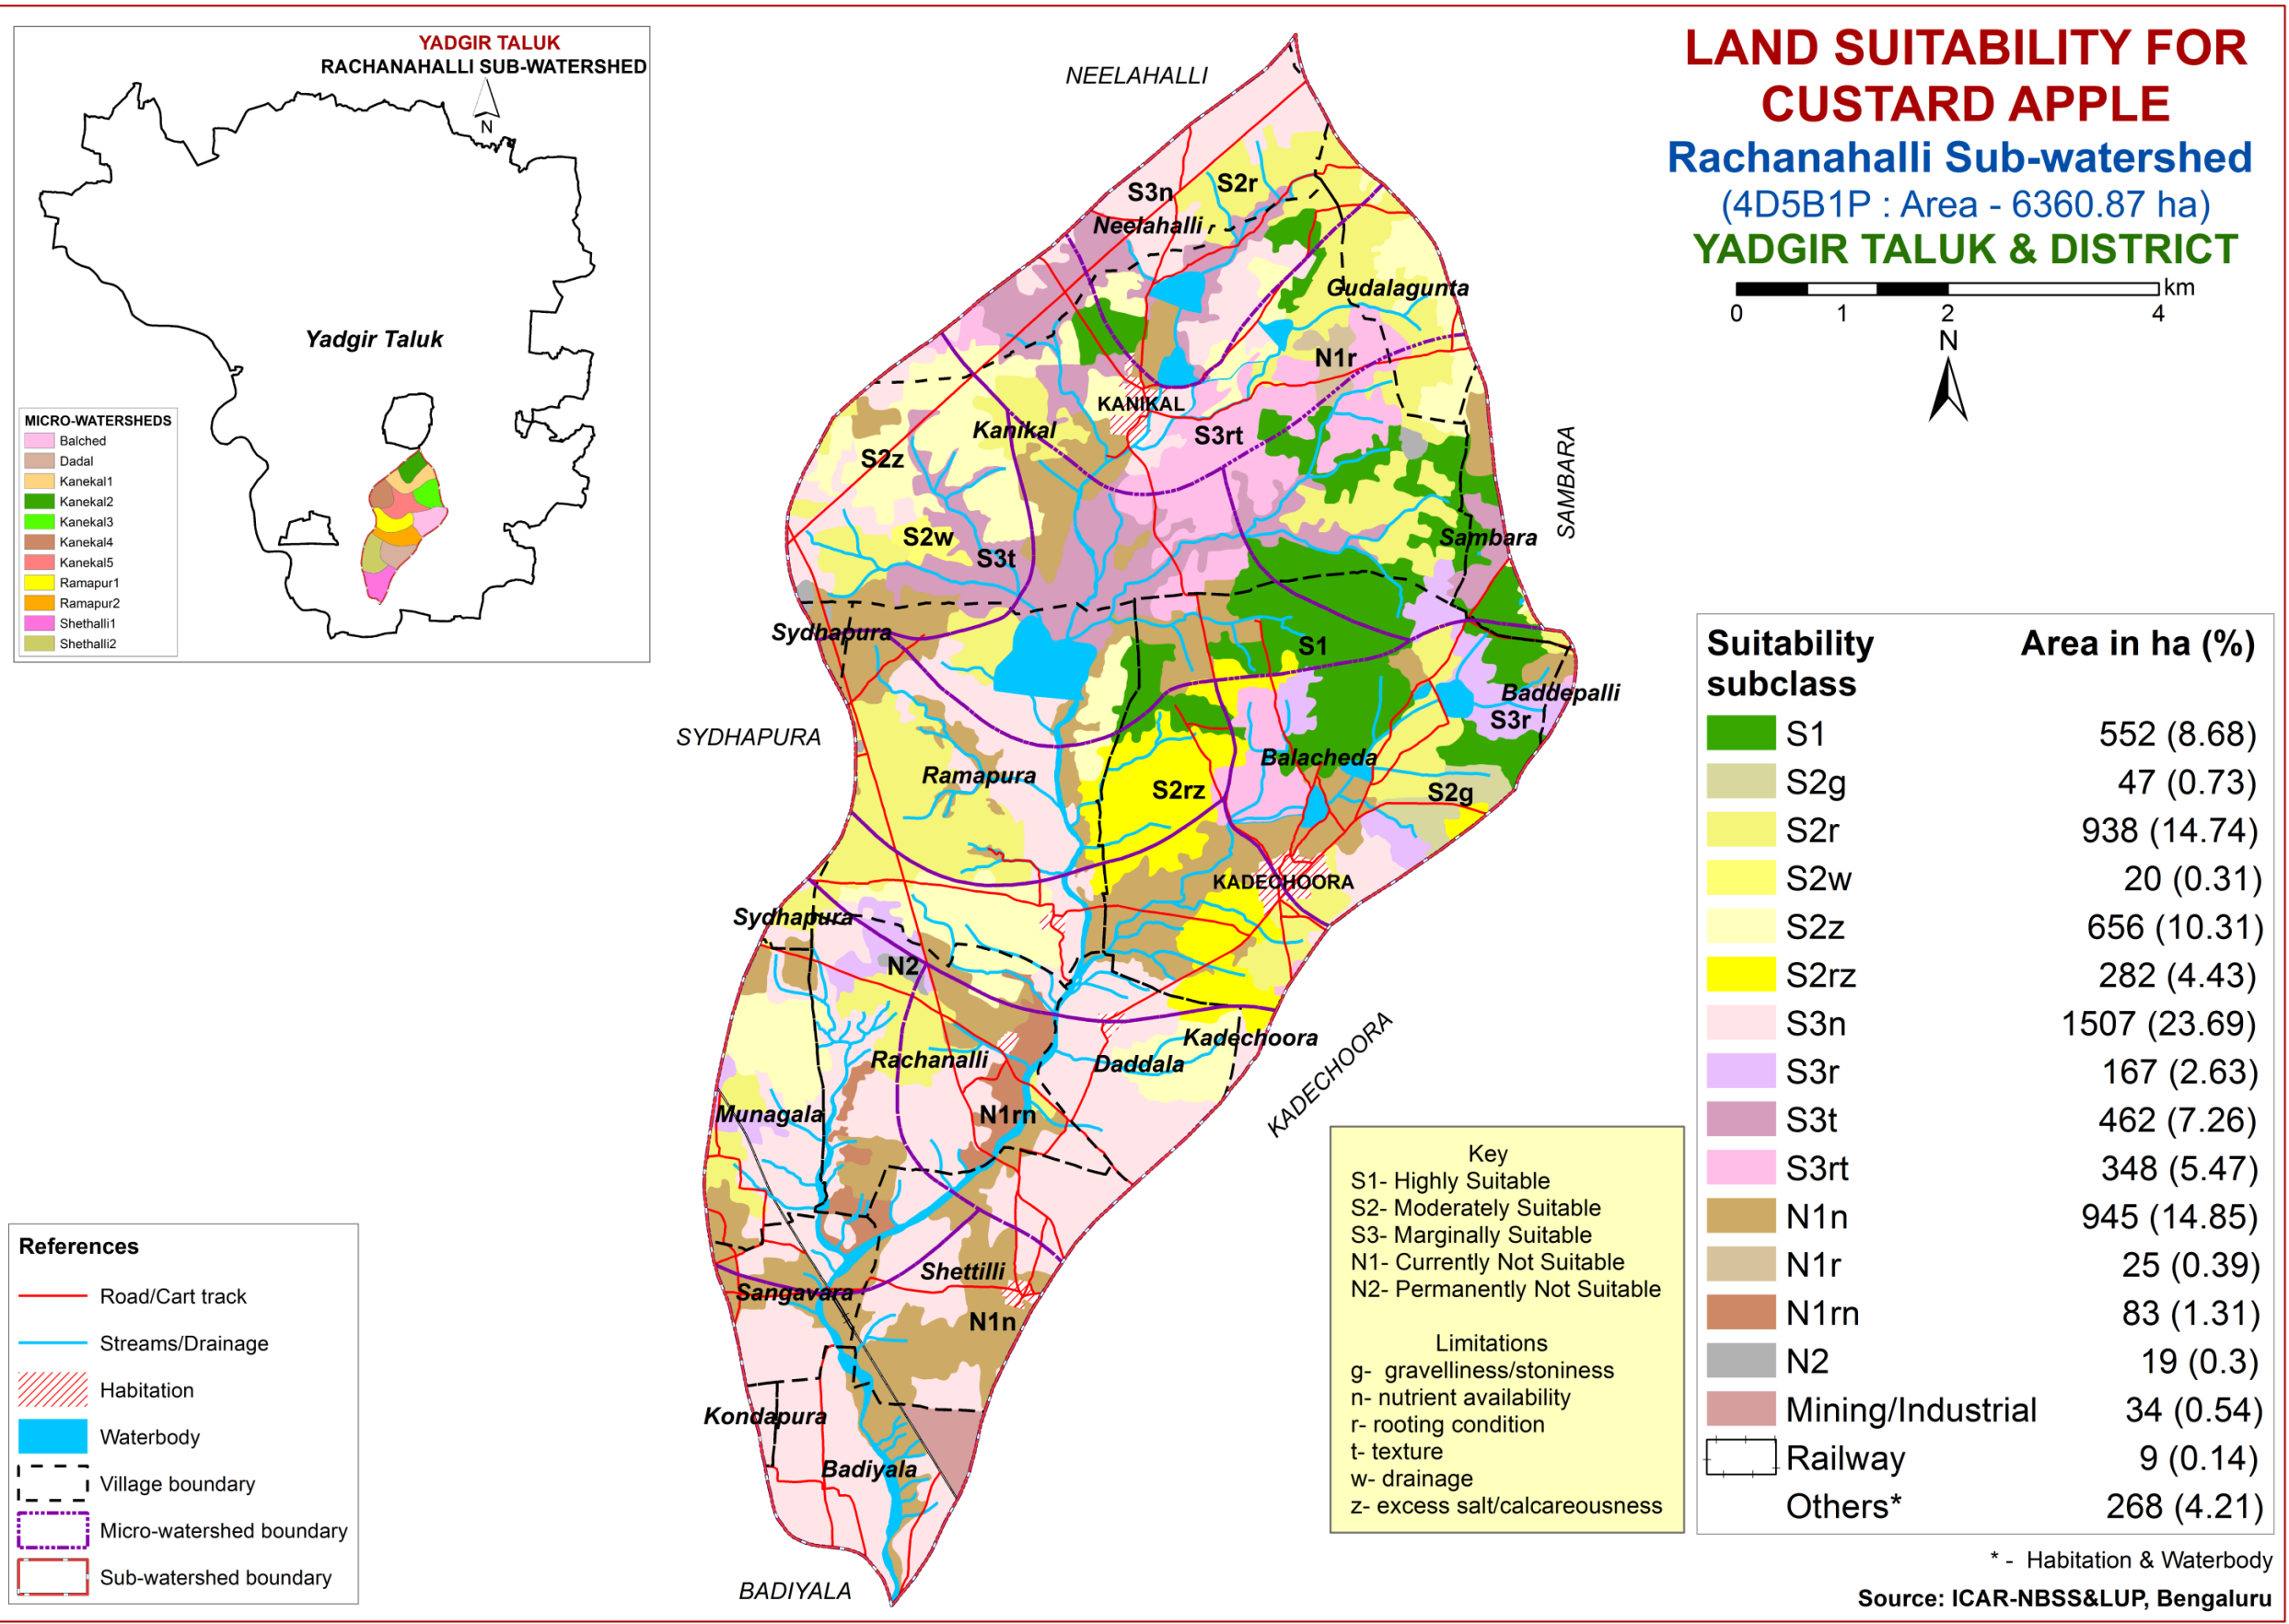 YADGIR TALUK
RACHANAHALLI SUB-WATERSHED
N
Yadgir Taluk
MICRO-WATERSHEDS
Balched
Dadal
Kanekal1
Kanekal2
Kanekal3
Kanekal4
Kanekal5
Ramapur1
Ramapur2
Shethalli1
Shethalli2
LAND SUITABILITY FOR
CUSTARD APPLE
Rachanahalli Sub-watershed
(4D5B1P : Area - 6360.87 ha)
YADGIR TALUK & DISTRICT
km
0 1 2 4
N
NEELAHALLI
S3n
S2r
Neelahalli r
Gudalagunta
N1r
KANIKAL
Kanikal
S3rt
S2z
SAMBARA
S2w
S3t
Sambara
Sydhapura
S1
Baddepalli
S3r
SYDHAPURA
Balacheda
Ramapura
S2rz
S2g
KADECHOORA
Sydhapura
N2
Kadechoora
Rachanalli
Daddala
KADECHOORA
Munagala
N1rn
Shettilli
Sangavara
N1n
Kondapura
Badiyala
BADIYALA
Suitability subclass Area in ha (%)
S1 552 (8.68)
S2g 47 (0.73)
S2r 938 (14.74)
S2w 20 (0.31)
S2z 656 (10.31)
S2rz 282 (4.43)
S3n 1507 (23.69)
S3r 167 (2.63)
S3t 462 (7.26)
S3rt 348 (5.47)
N1n 945 (14.85)
N1r 25 (0.39)
N1rn 83 (1.31)
N2 19 (0.3)
Mining/Industrial 34 (0.54)
Railway 9 (0.14)
Others* 268 (4.21)
* - Habitation & Waterbody
Source: ICAR-NBSS&LUP, Bengaluru
Key
S1- Highly Suitable
S2- Moderately Suitable
S3- Marginally Suitable
N1- Currently Not Suitable
N2- Permanently Not Suitable
Limitations
g- gravelliness/stoniness
n- nutrient availability
r- rooting condition
t- texture
w- drainage
z- excess salt/calcareousness
References
Road/Cart track
Streams/Drainage
Habitation
Waterbody
Village boundary
Micro-watershed boundary
Sub-watershed boundary